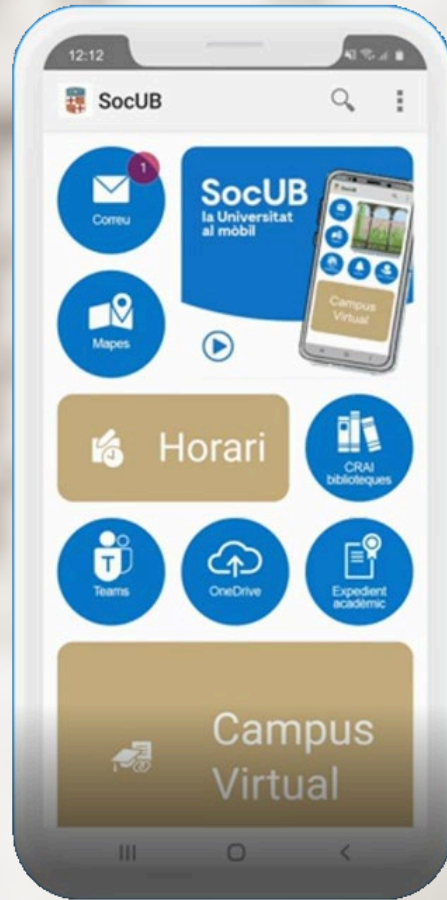 12:12
SocUB
1
Correu
SocUB
la Universitat
al mòbil
Campus
Virtual
Mapes
Horari
CRAI
biblioteques
T
Teams
OneDrive
Expedient
acadèmic
Campus
Virtual